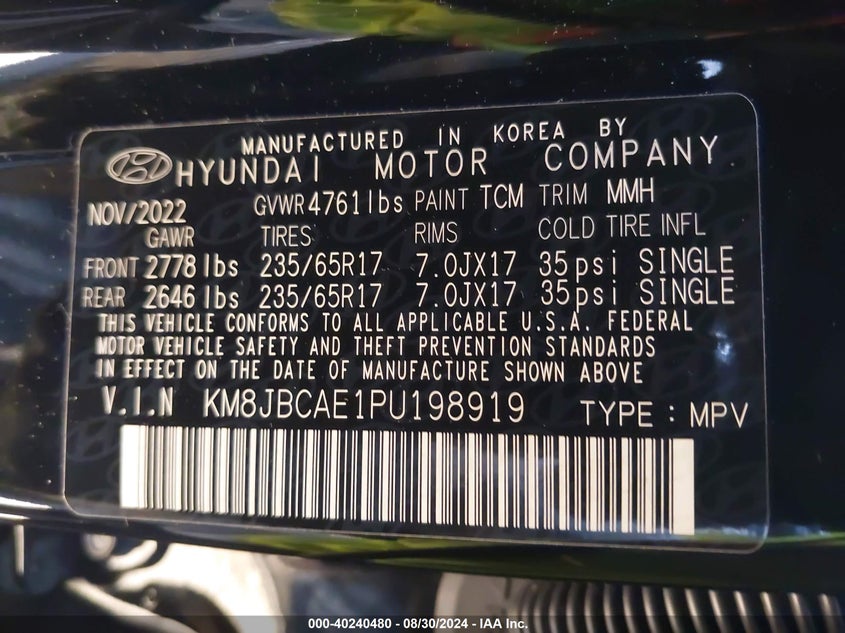 MANUFACTURED IN KOREA BY
HYUNDAI MOTOR COMPANY
NOV/2022 GVWR 4761 lbs PAINT TCM TRIM MMH
GAWR TIRES RIMS COLD TIRE INFL
FRONT 2778 lbs 235/65R17 7.0JX17 35psi SINGLE
REAR 2646 lbs 235/65R17 7.0JX17 35psi SINGLE
THIS VEHICLE CONFORMS TO ALL APPLICABLE U.S.A. FEDERAL
MOTOR VEHICLE SAFETY AND THEFT PREVENTION STANDARDS
IN EFFECT ON THE DATE OF MANUFACTURE SHOWN ABOVE
V.I.N KM8JBCAE1PU198919 TYPE : MPV
000-40240480 - 08/30/2024 - IAA Inc.